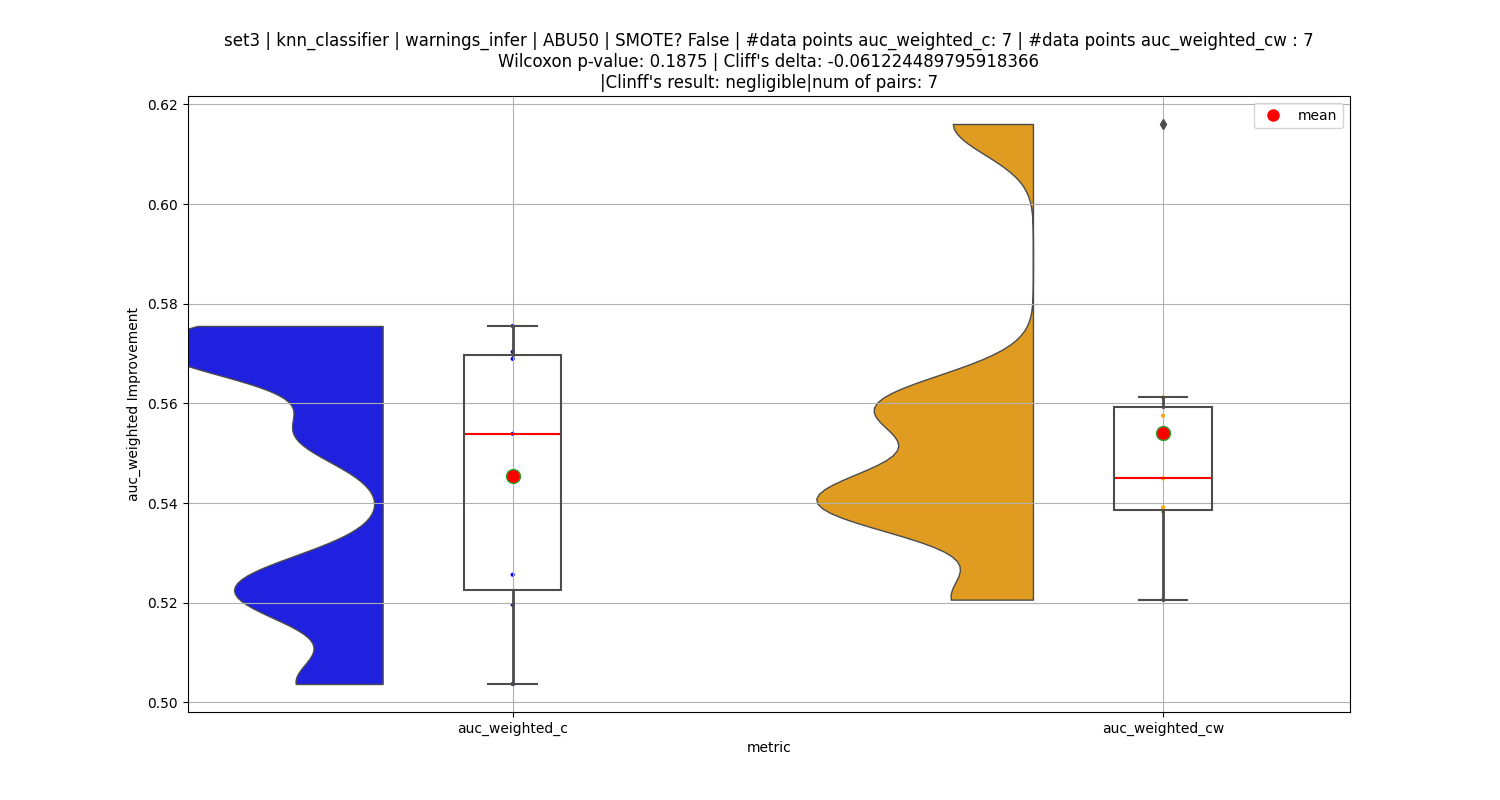 set3 | knn_classifier | warnings_infer | ABU50 | SMOTE? False | #data points auc_weighted_c: 7 | #data points auc_weighted_cw : 7
Wilcoxon p-value: 0.1875 | Cliff's delta: -0.061224489795918366
|Clinff's result: negligible|num of pairs: 7
mean
0.62
0.60
0.58
0.56
0.54
0.52
0.50
auc_weighted Improvement
auc_weighted_c
auc_weighted_cw
metric